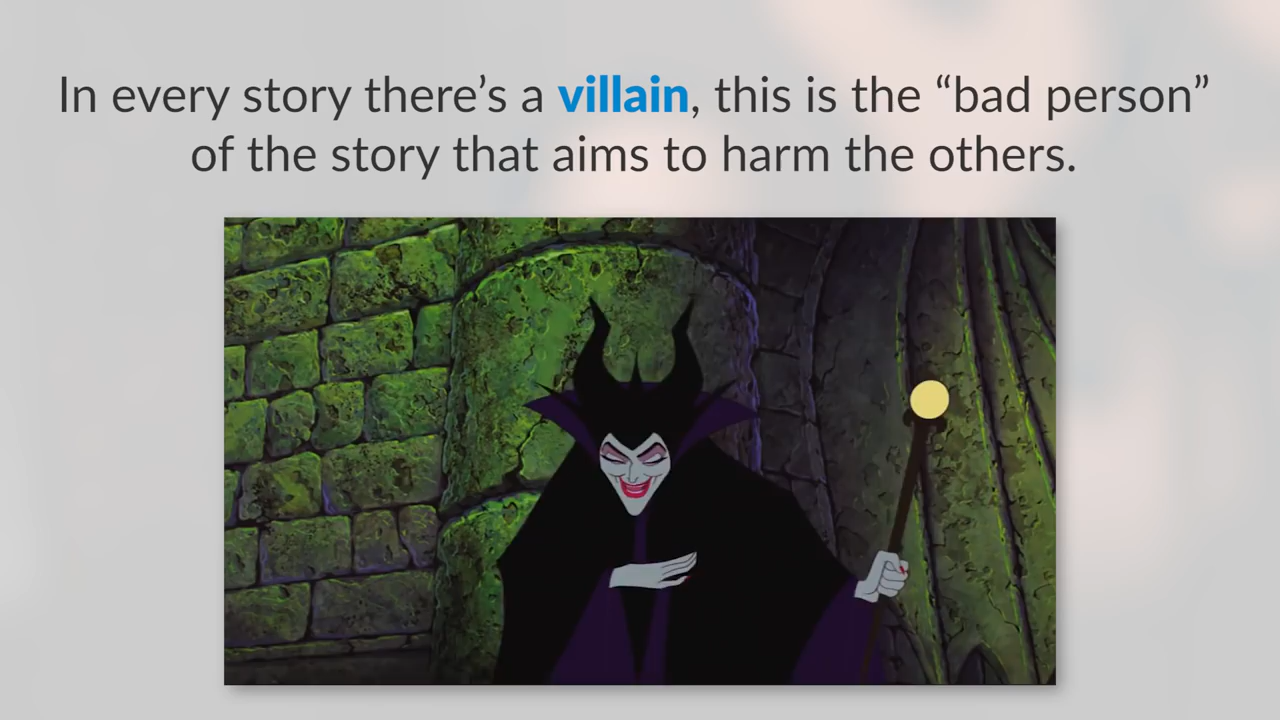 In every story there’s a villain, this is the “bad person”
of the story that aims to harm the others.